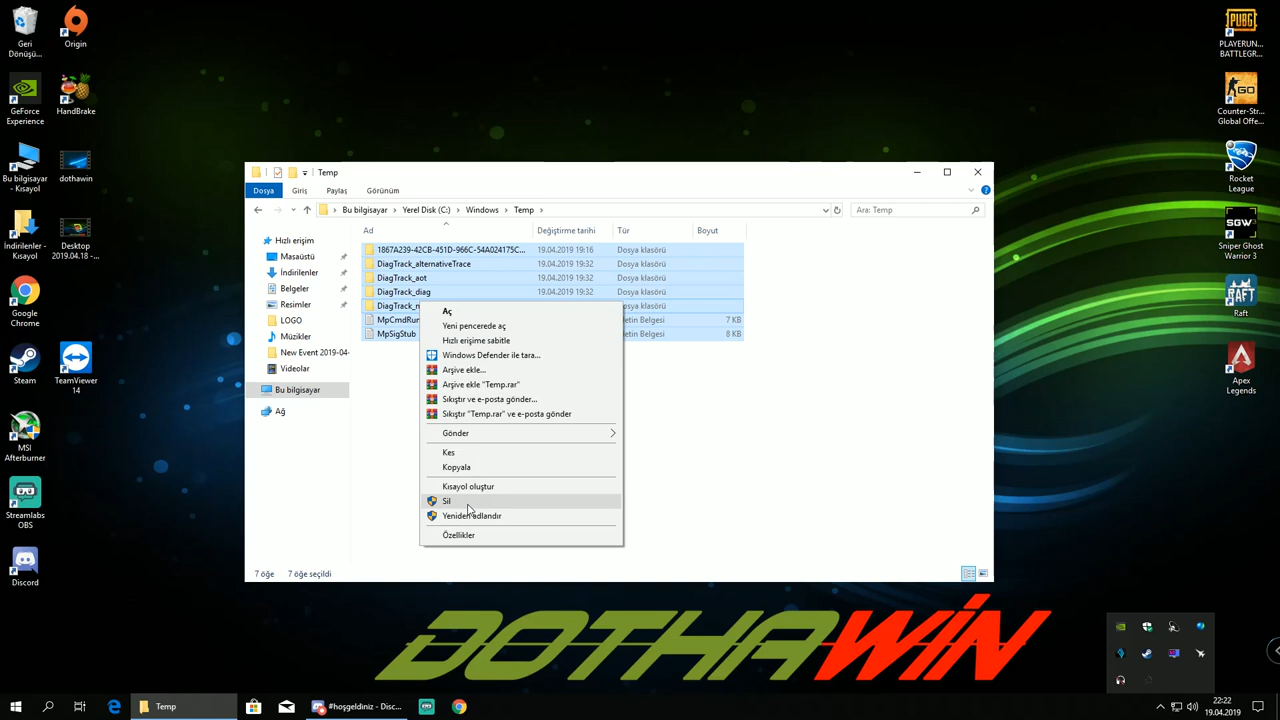 Geri
Dönüşü...
Origin
GeForce
Experience
HandBrake
Bu bilgisayar
- Kısayol
dothawin
İndirilenler -
Kısayol
Desktop
2019.04.18 -...
Google
Chrome
Steam
TeamViewer
14
MSI
Afterburner
Streamlabs
OBS
Discord
PUBG
PLAYERUN...
BATTLEGR...
GO
Counter-Str...
Global Offe...
Rocket
League
SGW3
Sniper Ghost
Warrior 3
RAFT
Raft
Apex
Legends
Temp
Dosya
Giriş
Paylaş
Görünüm
Bu bilgisayar
Yerel Disk (C:)
Windows
Temp
Ara: Temp
Hızlı erişim
Masaüstü
İndirilenler
Belgeler
Resimler
LOGO
Müzikler
New Event 2019-04-
Videolar
Bu bilgisayar
Ağ
Ad Değiştirme tarihi Tür Boyut
1867A239-42CB-451D-966C-54A024175C... 19.04.2019 19:16 Dosya klasörü
DiagTrack_alternativeTrace 19.04.2019 19:32 Dosya klasörü
DiagTrack_aot 19.04.2019 19:32 Dosya klasörü
DiagTrack_diag 19.04.2019 19:32 Dosya klasörü
MpCmdRun 7 KB
MpSigStub 8 KB
Aç
Yeni pencerede aç
Hızlı erişime sabitle
Windows Defender ile tara...
Arşive ekle...
Arşive ekle "Temp.rar"
Sıkıştır ve e-posta gönder...
Sıkıştır "Temp.rar" ve e-posta gönder
Gönder
Kes
Kopyala
Kısayol oluştur
Sil
Yeniden adlandır
Özellikler
7 öğe 7 öğe seçildi
DOTHAWİN
Temp
#hoşgeldiniz - Disc...
22:22
19.04.2019